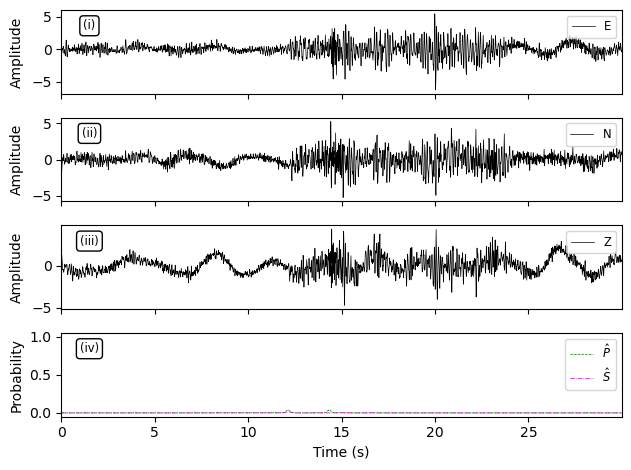 5
0
−5
Amplitude
(i)
E
5
0
−5
Amplitude
(ii)
N
0
−5
Amplitude
(iii)
Z
1.0
0.5
0.0
Probability
(iv)
P̂
Ŝ
0 5 10 15 20 25
Time (s)